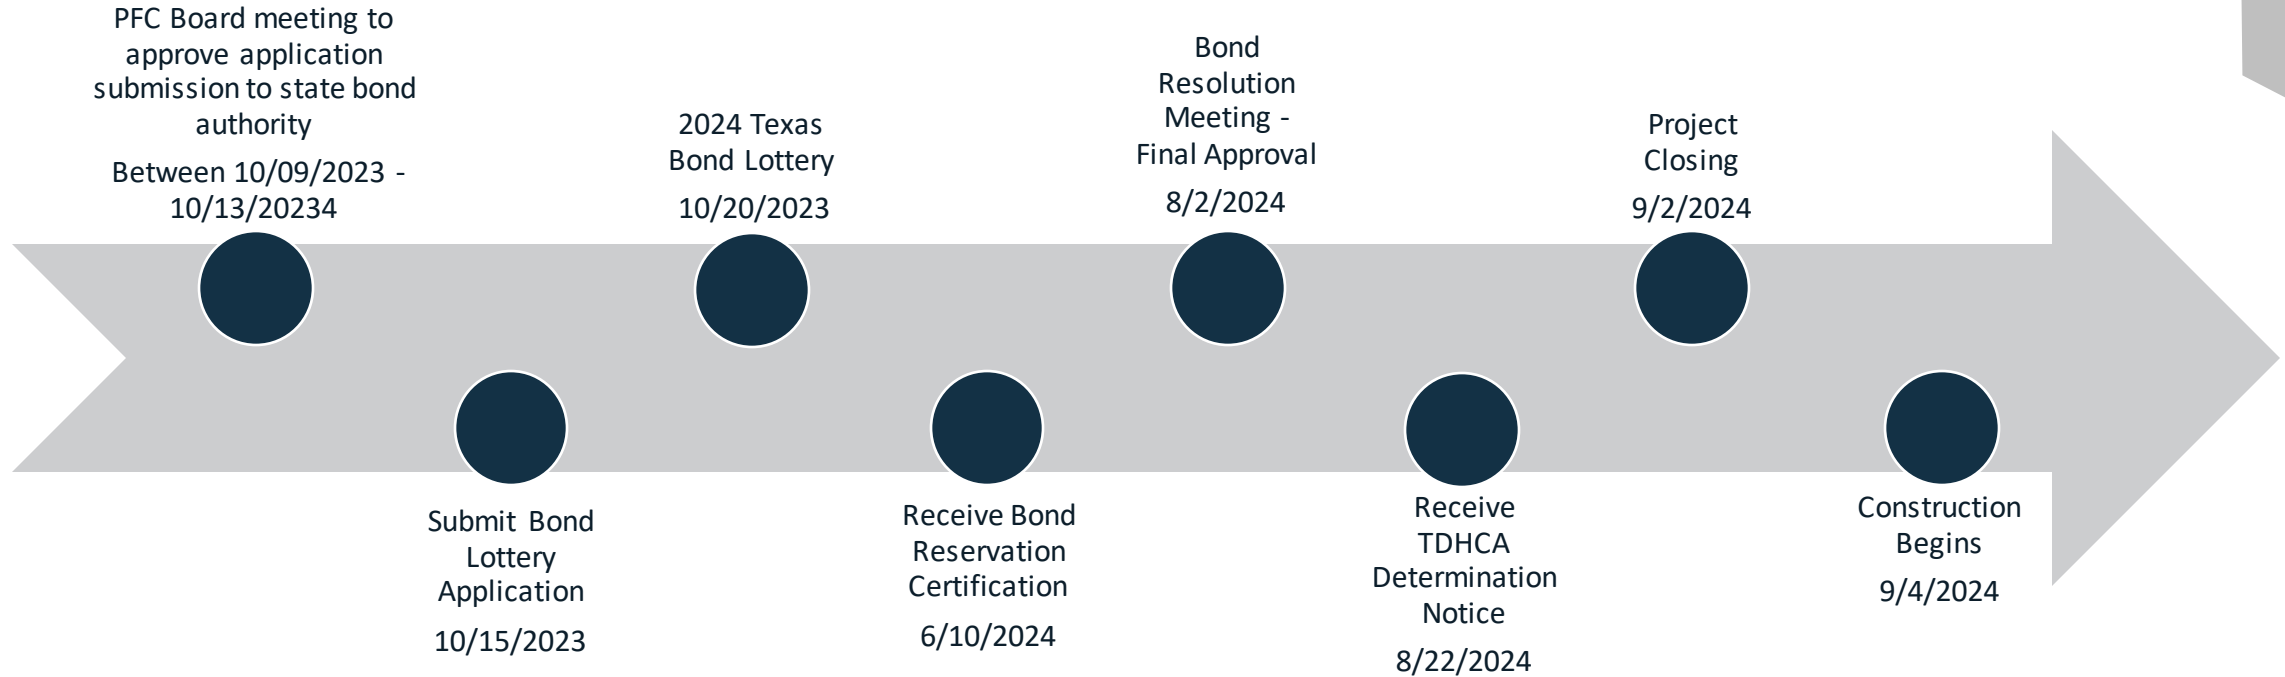 PFC Board meeting to
approve application
submission to state bond
authority
Between 10/09/2023 -
10/13/20234
Submit Bond
Lottery
Application
10/15/2023
2024 Texas
Bond Lottery
10/20/2023
Receive Bond
Reservation
Certification
6/10/2024
Bond
Resolution
Meeting -
Final Approval
8/2/2024
Receive
TDHCA
Determination
Notice
8/22/2024
Project
Closing
9/2/2024
Construction
Begins
9/4/2024